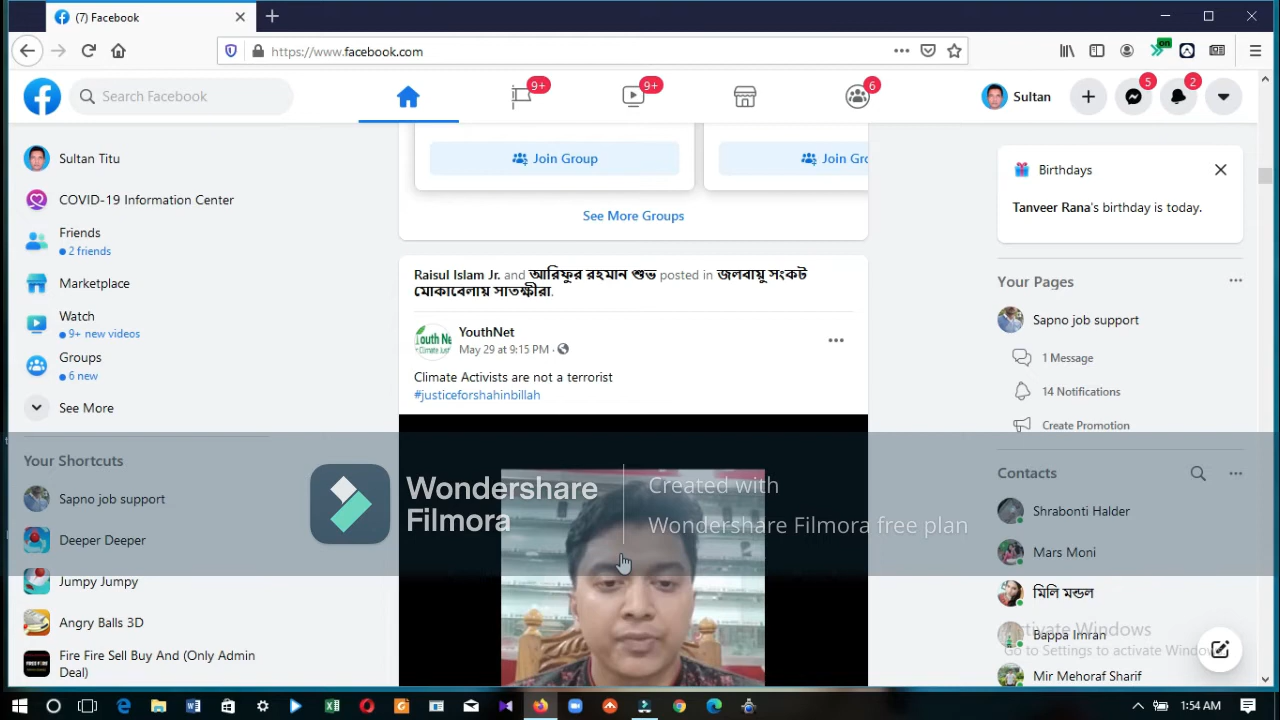 (7) Facebook
https://www.facebook.com
on
Search Facebook
9+
9+
6
Sultan
5
2
Sultan Titu
COVID-19 Information Center
Friends
2 friends
Marketplace
Watch
9+ new videos
Groups
6 new
See More
Your Shortcuts
Sapno job support
Deeper Deeper
Jumpy Jumpy
Angry Balls 3D
Fire Fire Sell Buy And (Only Admin
Deal)
Join Group
Join Gro
See More Groups
Raisul Islam Jr. and আরিফুর রহমান শুভ posted in জলবায়ু সংকট
মোকাবেলায় সাতক্ষীরা.
YouthNet
May 29 at 9:15 PM ·
Climate Activists are not a terrorist
#justiceforshahinbillah
Wondershare
Filmora
Created with
Wondershare Filmora free plan
Birthdays
Tanveer Rana's birthday is today.
Your Pages
Sapno job support
1 Message
14 Notifications
Create Promotion
Contacts
Shrabonti Halder
Mars Moni
মিলি মন্ডল
Bappa Imran
Mir Mehoraf Sharif
Activate Windows
Go to Settings to activate Windows
1:54 AM